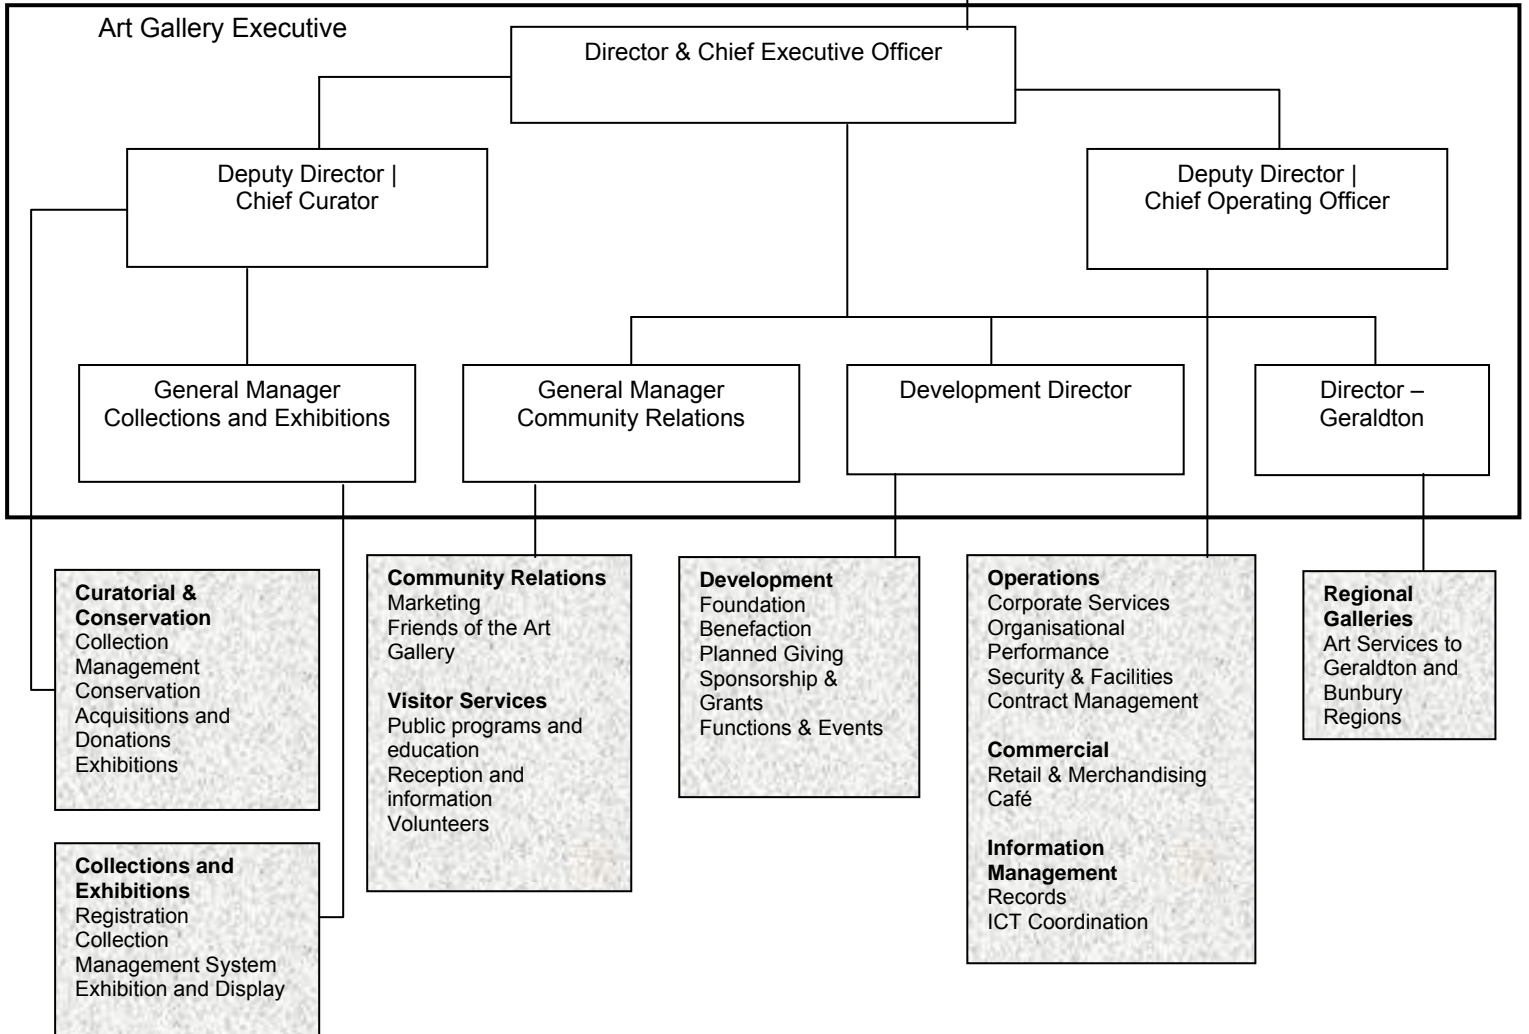 Art Gallery Executive
Director & Chief Executive Officer
Deputy Director |
Chief Curator
Deputy Director |
Chief Operating Officer
General Manager
Collections and Exhibitions
General Manager
Community Relations
Development Director
Director –
Geraldton
Curatorial &
Conservation
Collection
Management
Conservation
Acquisitions and
Donations
Exhibitions
Collections and
Exhibitions
Registration
Collection
Management System
Exhibition and Display
Community Relations
Marketing
Friends of the Art
Gallery
Visitor Services
Public programs and
education
Reception and
information
Volunteers
Development
Foundation
Benefaction
Planned Giving
Sponsorship &
Grants
Functions & Events
Operations
Corporate Services
Organisational
Performance
Security & Facilities
Contract Management
Commercial
Retail & Merchandising
Café
Information
Management
Records
ICT Coordination
Regional
Galleries
Art Services to
Geraldton and
Bunbury
Regions